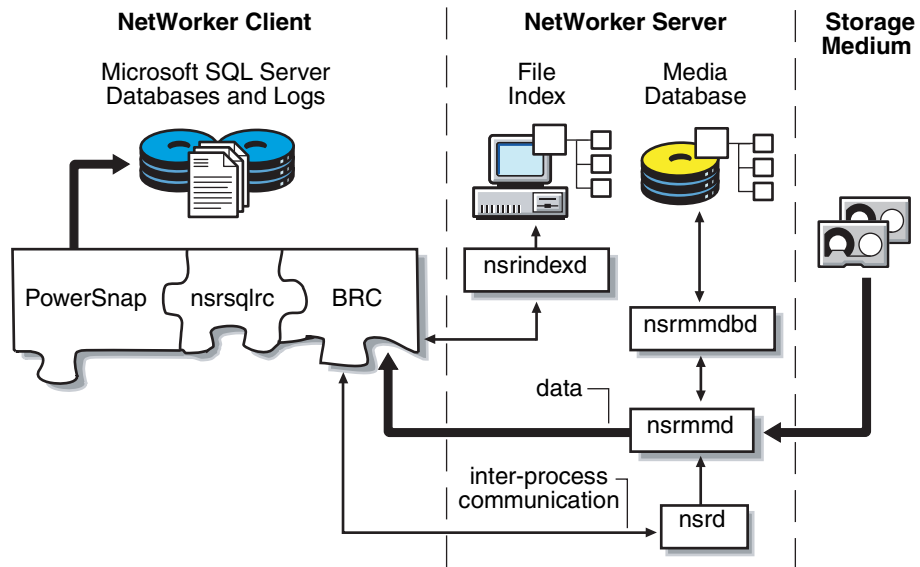 NetWorker Client
NetWorker Server
Storage
Medium
Microsoft SQL Server
Databases and Logs
File
Index
Media
Database
nsrindexd
PowerSnap
nsrsqlrc
BRC
nsrmmdbd
data
nsrmmd
inter-process
communication
nsrd